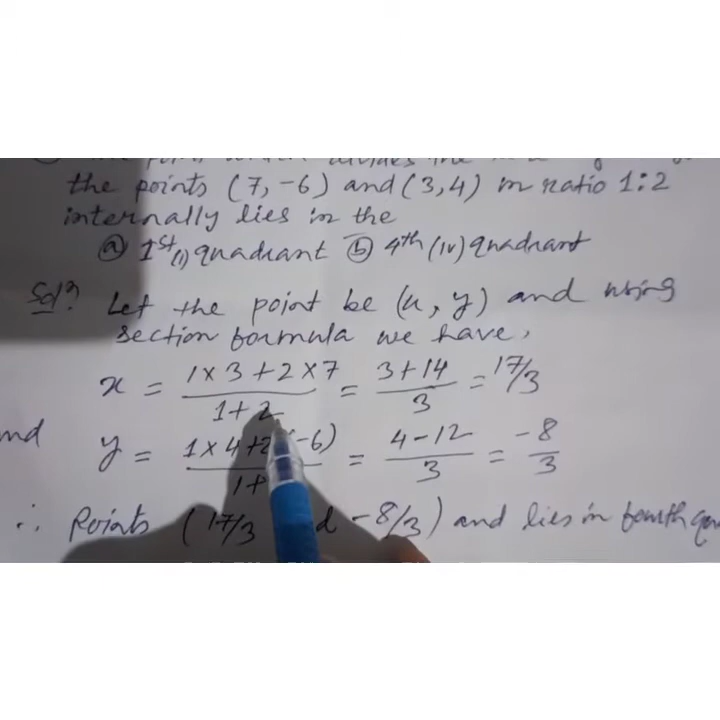 the points (7, -6) and (3, 4) in ratio 1:2
internally lies in the
(a) 1st (I) quadrant (b) 4th (IV) quadrant
Sol? Let the point be (x, y) and using
section formula we have,
x = (1×3+2×7)/(1+2) = (3+14)/3 = 17/3
and y = (1×4+2(-6))/(1+ = (4-12)/3 = -8/3
∴ Points (17/3 d -8/3) and lies in fourth